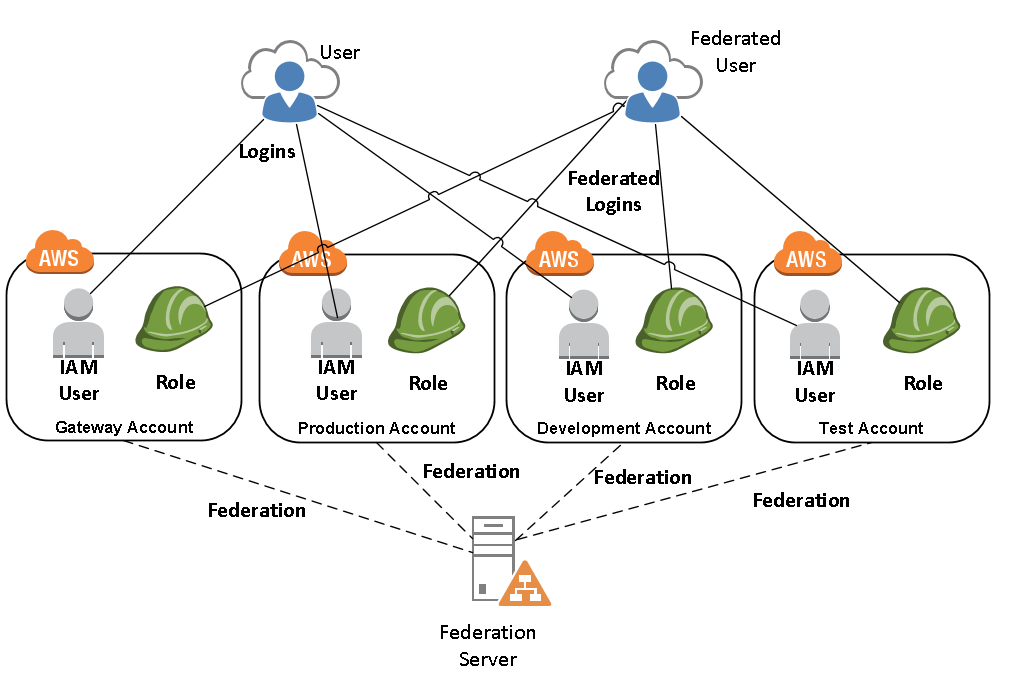 User
Federated
User
Logins
Federated
Logins
AWS
AWS
AWS
AWS
IAM
User
Role
Gateway Account
IAM
User
Role
Production Account
IAM
User
Role
Development Account
IAM
User
Role
Test Account
Federation
Federation
Federation
Federation
Federation
Server